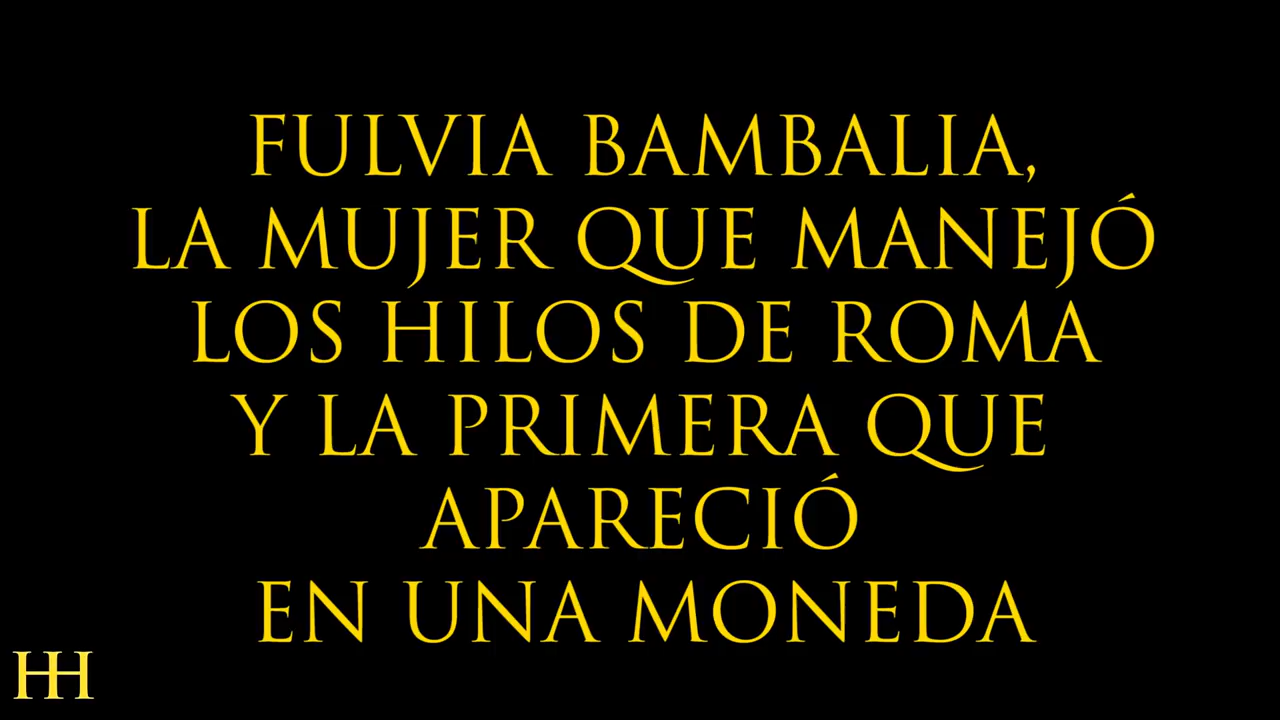 FULVIA BAMBALIA,
LA MUJER QUE MANEJÓ
LOS HILOS DE ROMA
Y LA PRIMERA QUE
APARECIÓ
EN UNA MONEDA
HH